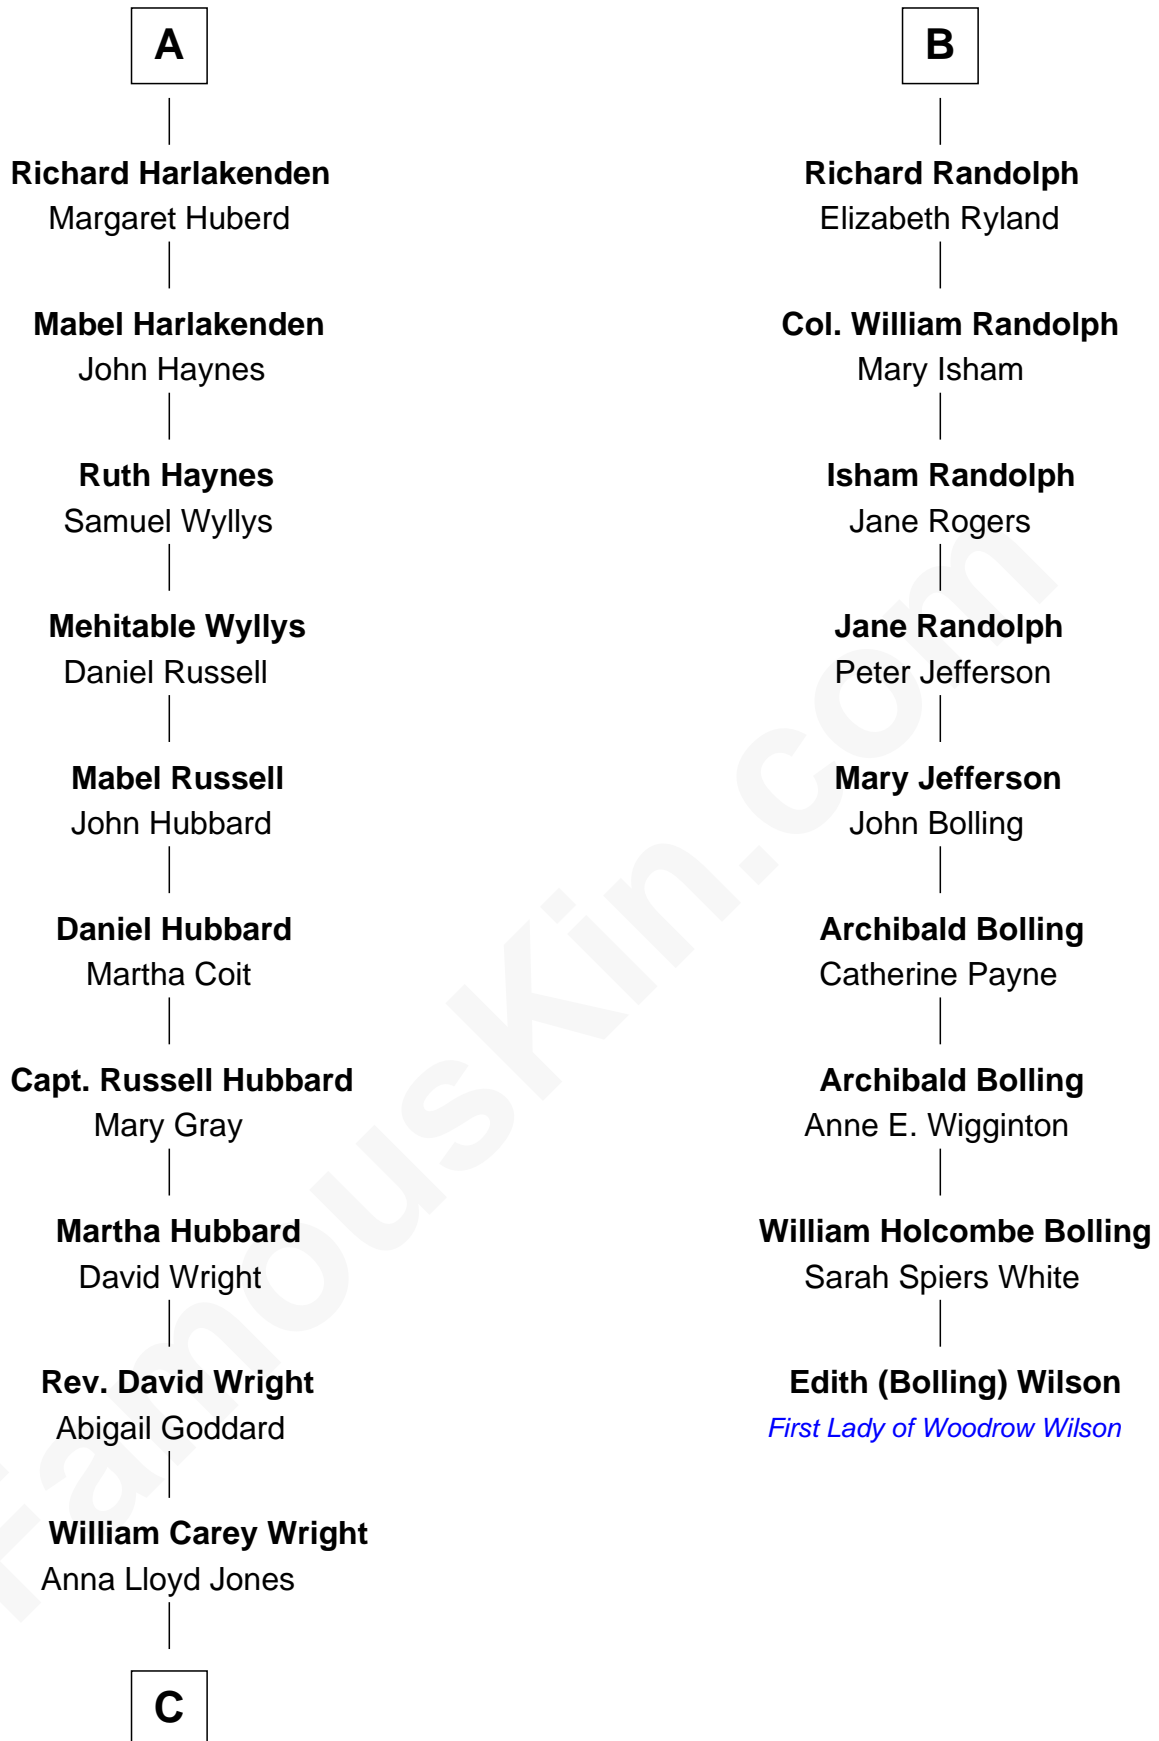 A
Richard Harlakenden
Margaret Huberd
Mabel Harlakenden
John Haynes
Ruth Haynes
Samuel Wyllys
Mehitable Wyllys
Daniel Russell
Mabel Russell
John Hubbard
Daniel Hubbard
Martha Coit
Capt. Russell Hubbard
Mary Gray
Martha Hubbard
David Wright
Rev. David Wright
Abigail Goddard
William Carey Wright
Anna Lloyd Jones
C
B
Richard Randolph
Elizabeth Ryland
Col. William Randolph
Mary Isham
Isham Randolph
Jane Rogers
Jane Randolph
Peter Jefferson
Mary Jefferson
John Bolling
Archibald Bolling
Catherine Payne
Archibald Bolling
Anne E. Wigginton
William Holcombe Bolling
Sarah Spiers White
Edith (Bolling) Wilson
First Lady of Woodrow Wilson
FamousKin.com